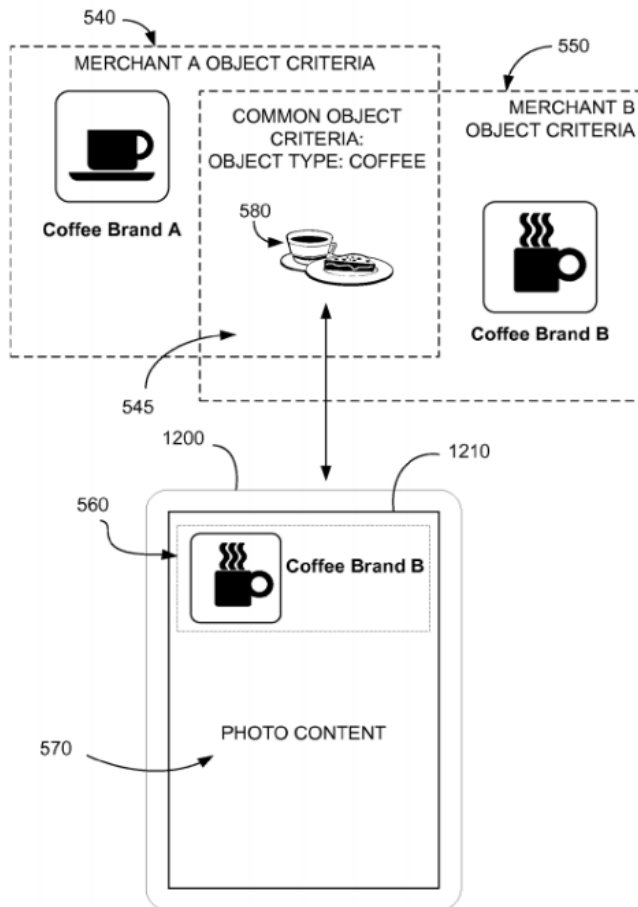 540
550
MERCHANT A OBJECT CRITERIA
MERCHANT B
OBJECT CRITERIA
COMMON OBJECT
CRITERIA:
OBJECT TYPE: COFFEE
580
Coffee Brand A
Coffee Brand B
545
1200
1210
560
Coffee Brand B
PHOTO CONTENT
570